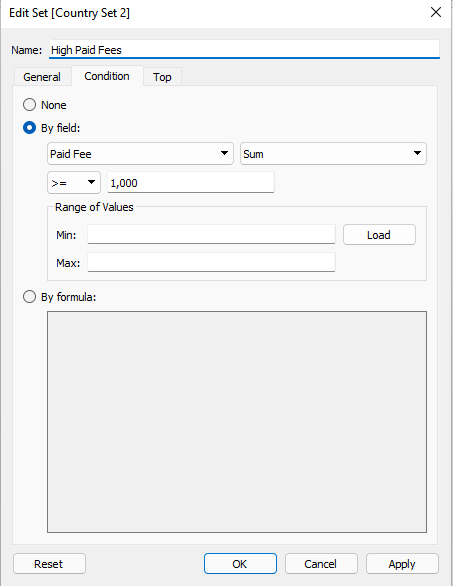 Edit Set [Country Set 2]
Name: High Paid Fees
General Condition Top
None
By field:
Paid Fee Sum
>= 1,000
Range of Values
Min: Load
Max:
By formula:
Reset OK Cancel Apply